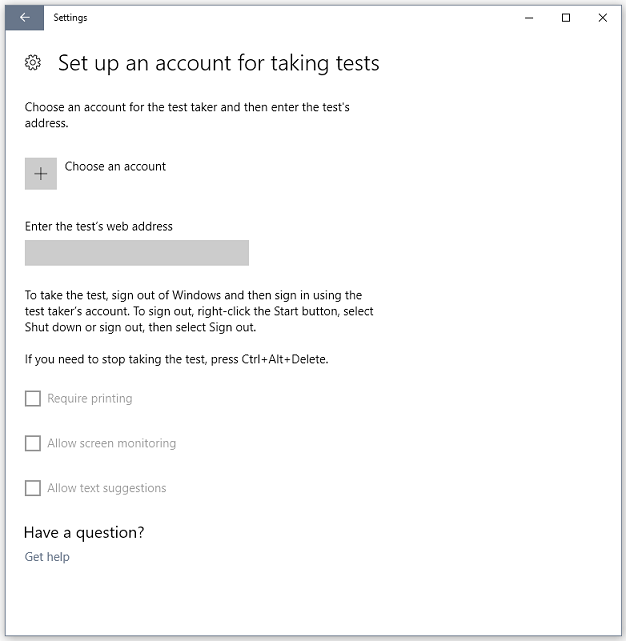 Settings
Set up an account for taking tests
Choose an account for the test taker and then enter the test's
address.
Choose an account
Enter the test's web address
To take the test, sign out of Windows and then sign in using the
test taker's account. To sign out, right-click the Start button, select
Shut down or sign out, then select Sign out.
If you need to stop taking the test, press Ctrl+Alt+Delete.
Require printing
Allow screen monitoring
Allow text suggestions
Have a question?
Get help